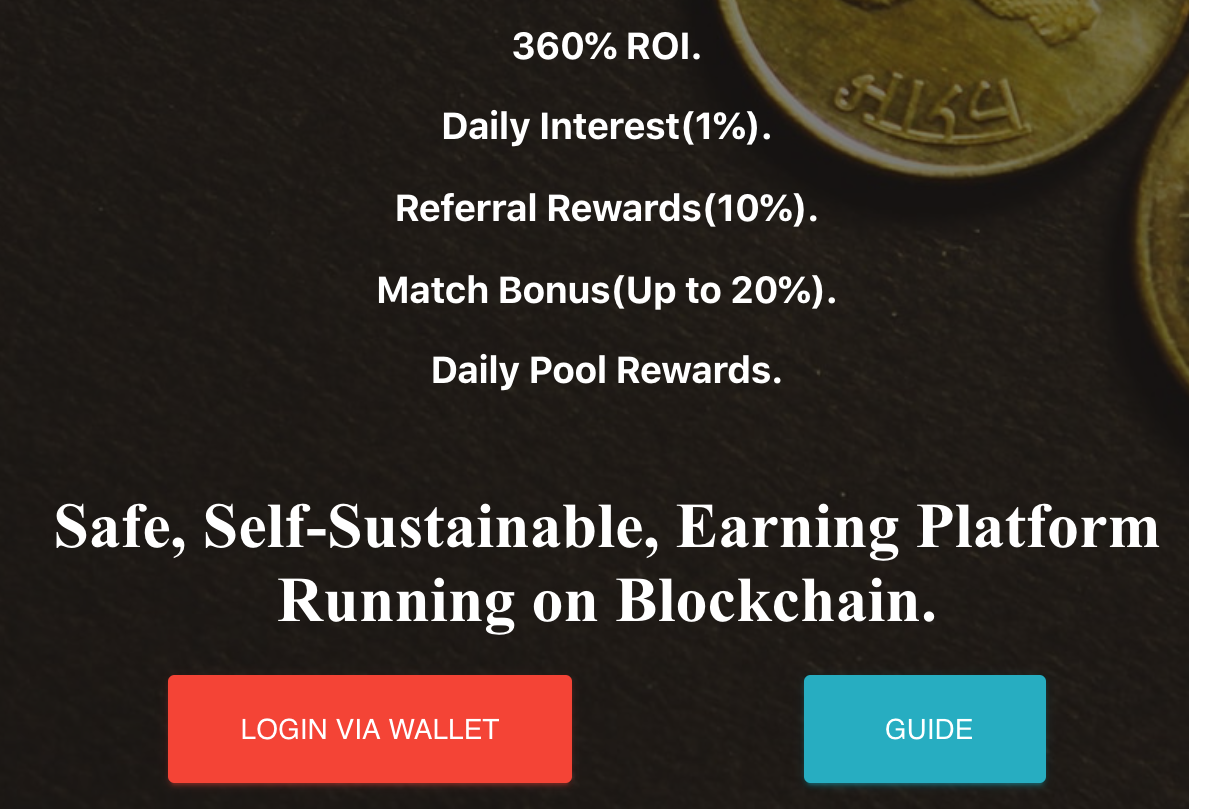 360% ROI.
Daily Interest(1%).
Referral Rewards(10%).
Match Bonus(Up to 20%).
Daily Pool Rewards.
Safe, Self-Sustainable, Earning Platform
Running on Blockchain.
LOGIN VIA WALLET
GUIDE